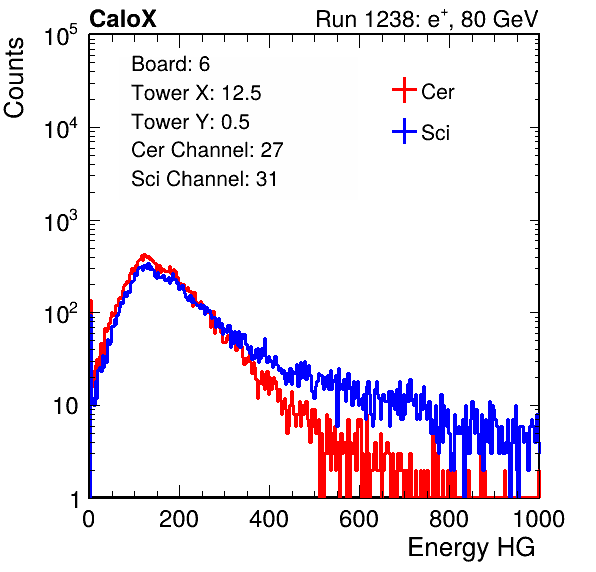 CaloX Run 1238: e⁺, 80 GeV
Counts
10⁵
10⁴
10³
10²
10
1
Board: 6
Tower X: 12.5
Tower Y: 0.5
Cer Channel: 27
Sci Channel: 31
Cer
Sci
0 200 400 600 800 1000
Energy HG